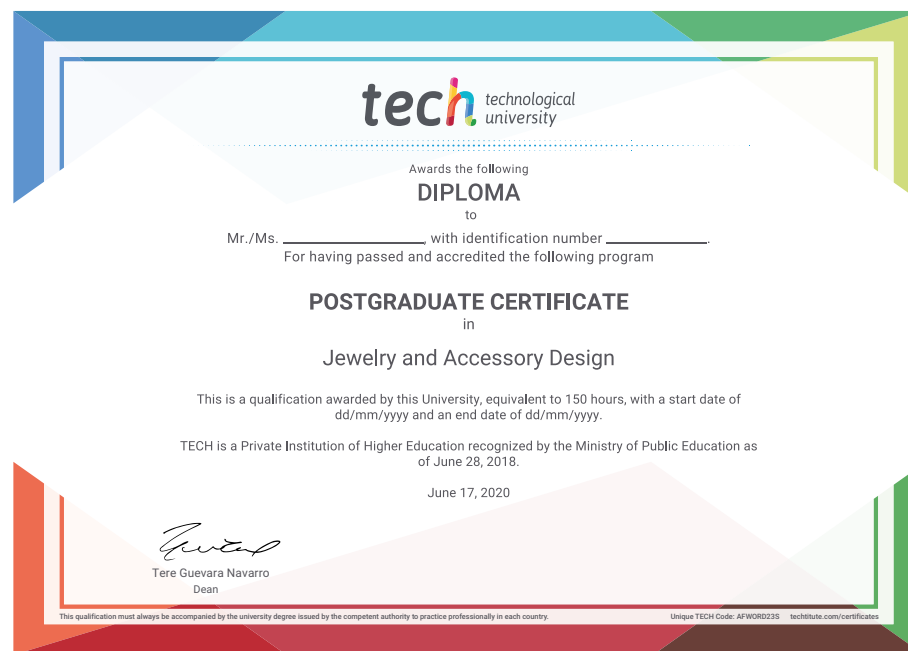 tech technological
university
Awards the following
DIPLOMA
to
Mr./Ms. ____________________, with identification number ______________.
For having passed and accredited the following program
POSTGRADUATE CERTIFICATE
in
Jewelry and Accessory Design
This is a qualification awarded by this University, equivalent to 150 hours, with a start date of
dd/mm/yyyy and an end date of dd/mm/yyyy.
TECH is a Private Institution of Higher Education recognized by the Ministry of Public Education as
of June 28, 2018.
June 17, 2020
Tere Guevara Navarro
Dean
This qualification must always be accompanied by the university degree issued by the competent authority to practice professionally in each country.
Unique TECH Code: AFWORD23S techtitute.com/certificates